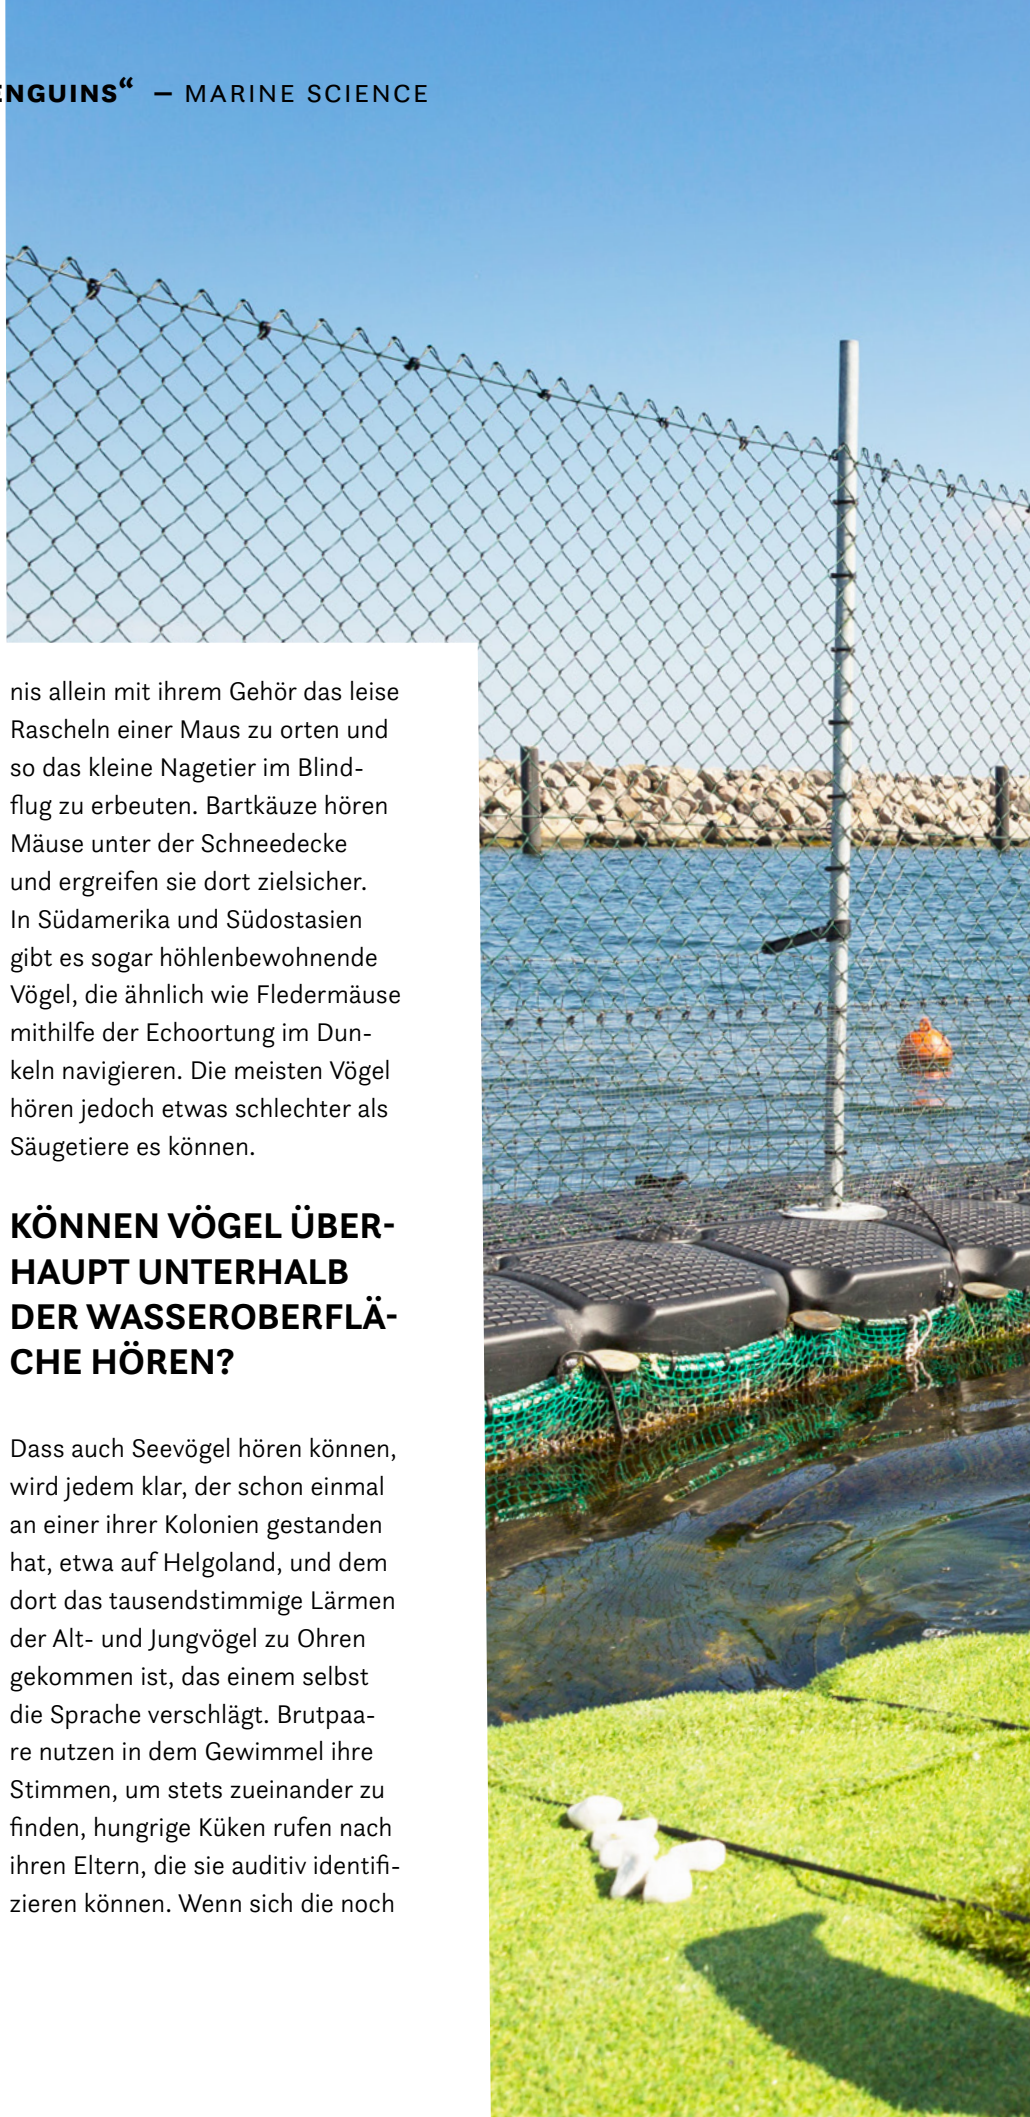 ENGUINS“ – MARINE SCIENCE
nis allein mit ihrem Gehör das leise
Rascheln einer Maus zu orten und
so das kleine Nagetier im Blind-
flug zu erbeuten. Bartkäuze hören
Mäuse unter der Schneedecke
und ergreifen sie dort zielsicher.
In Südamerika und Südostasien
gibt es sogar höhlenbewohnende
Vögel, die ähnlich wie Fledermäuse
mithilfe der Echoortung im Dun-
keln navigieren. Die meisten Vögel
hören jedoch etwas schlechter als
Säugetiere es können.
KÖNNEN VÖGEL ÜBER-
HAUPT UNTERHALB
DER WASSEROBERFLÄ-
CHE HÖREN?
Dass auch Seevögel hören können,
wird jedem klar, der schon einmal
an einer ihrer Kolonien gestanden
hat, etwa auf Helgoland, und dem
dort das tausendstimmige Lärmen
der Alt- und Jungvögel zu Ohren
gekommen ist, das einem selbst
die Sprache verschlägt. Brutpaa-
re nutzen in dem Gewimmel ihre
Stimmen, um stets zueinander zu
finden, hungrige Küken rufen nach
ihren Eltern, die sie auditiv identifi-
zieren können. Wenn sich die noch